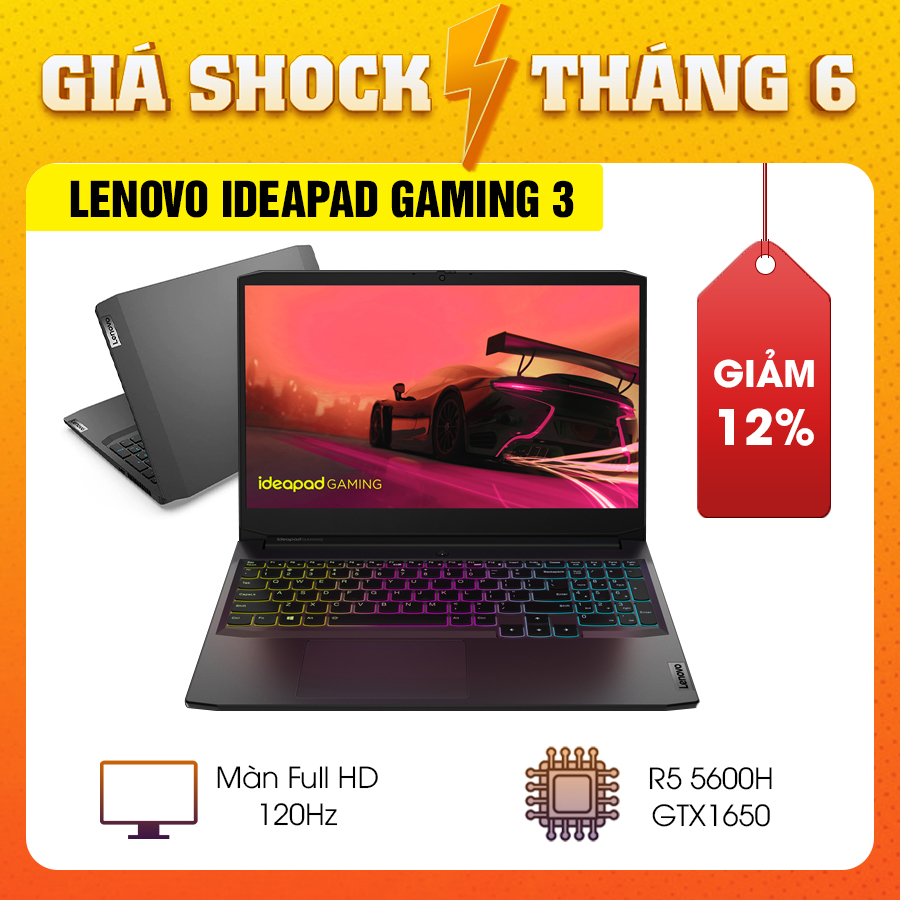 GIÁ SHOCK THÁNG 6
LENOVO IDEAPAD GAMING 3
Lenovo
Lenovo
GIẢM
12%
ideapad GAMING
Lenovo
Màn Full HD
120Hz
R5 5600H
GTX1650